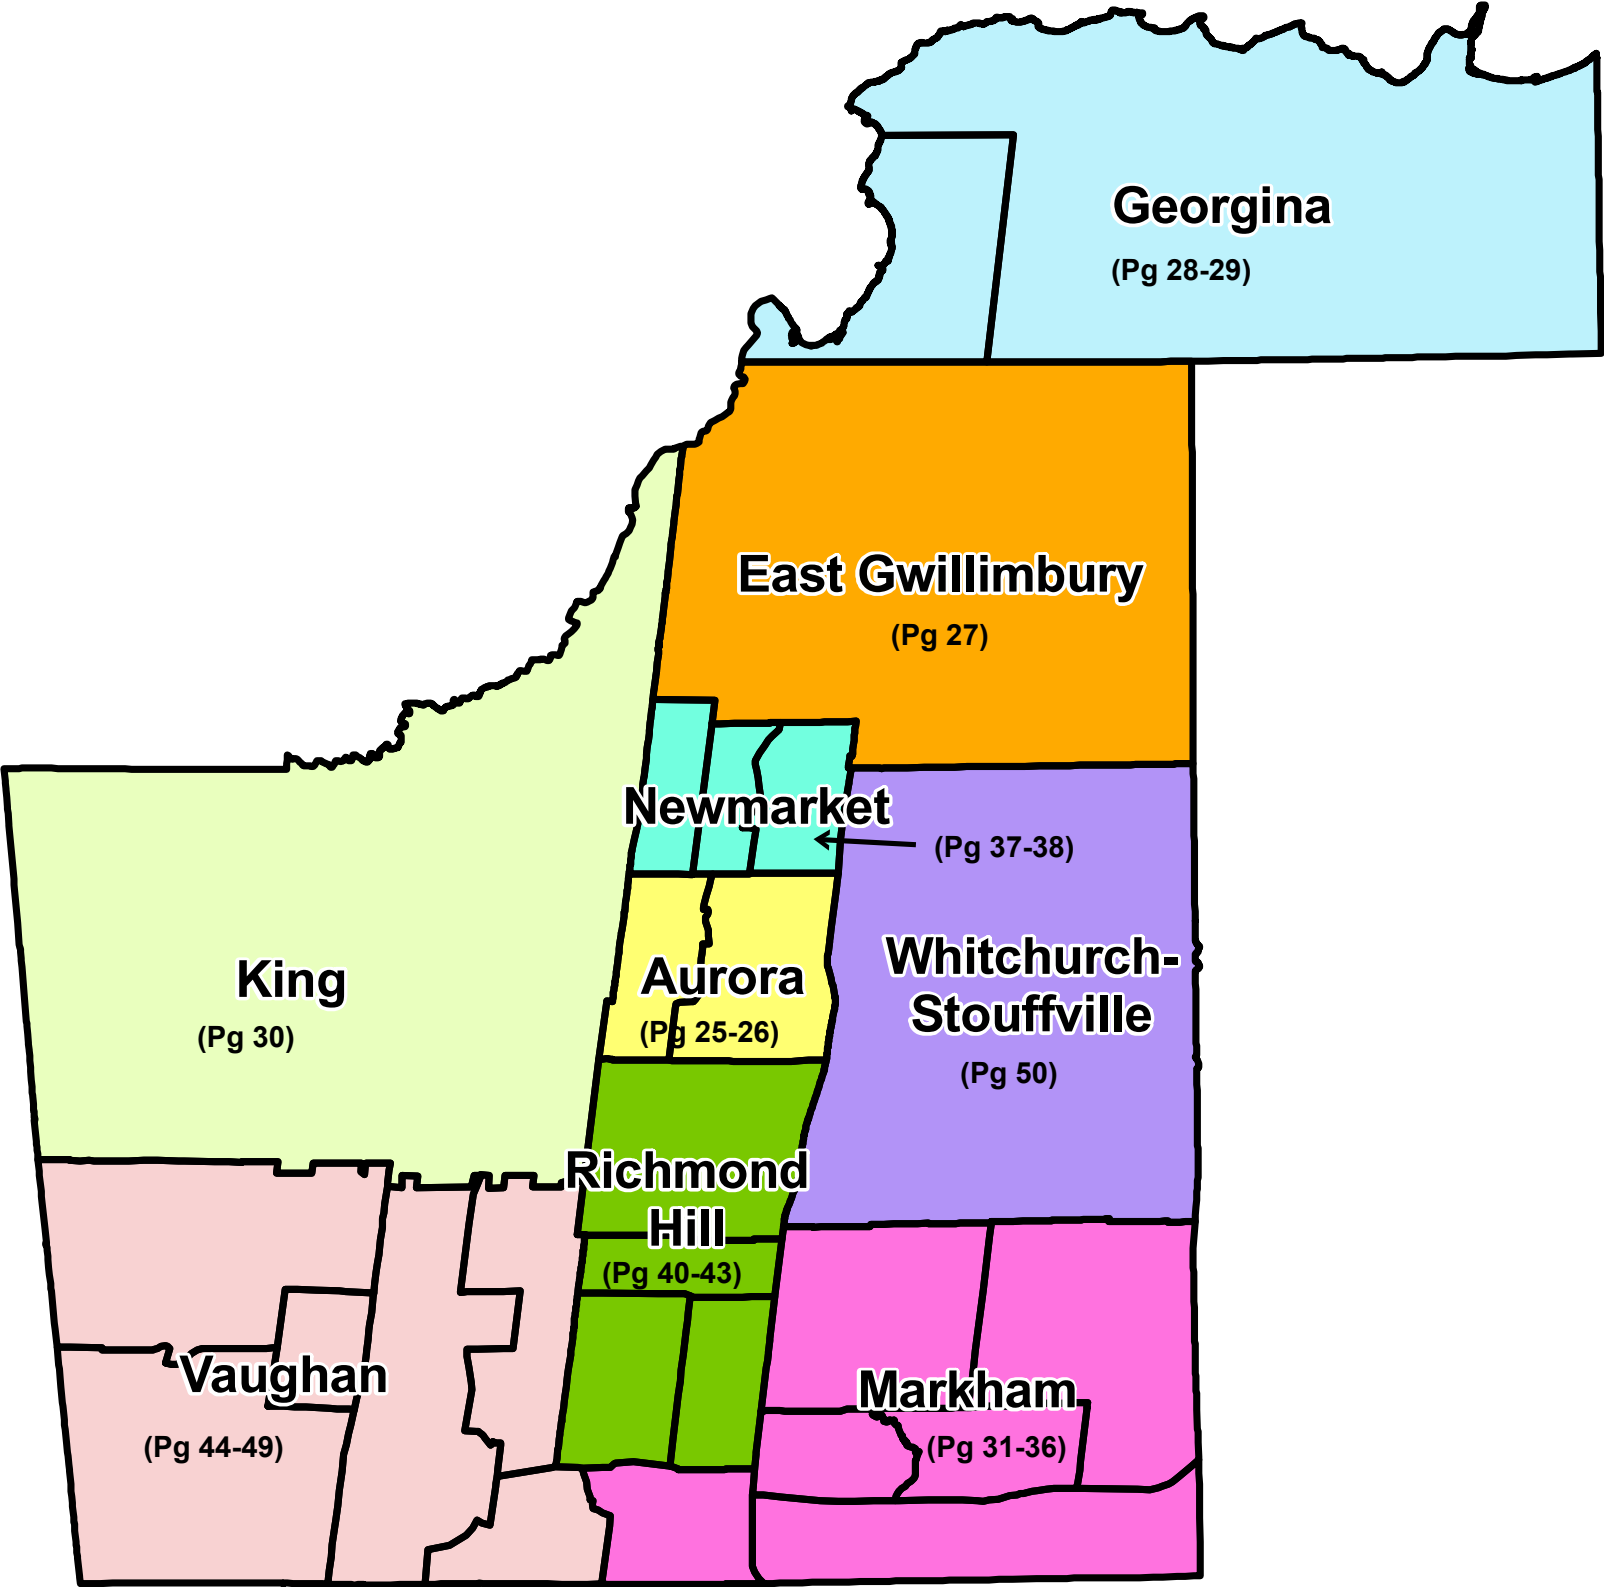 Georgina
(Pg 28-29)
East Gwillimbury
(Pg 27)
Newmarket
(Pg 37-38)
King
(Pg 30)
Aurora
(Pg 25-26)
Whitchurch-
Stouffville
(Pg 50)
Richmond
Hill
(Pg 40-43)
Vaughan
(Pg 44-49)
Markham
(Pg 31-36)